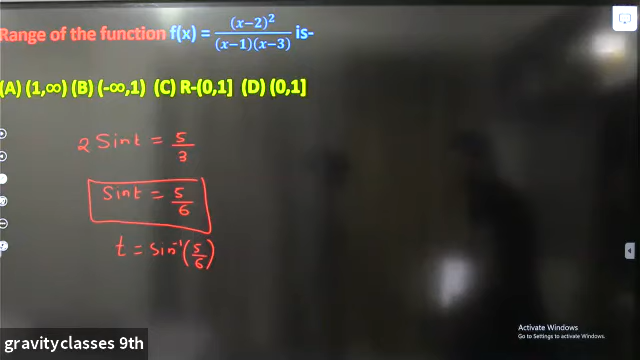 Range of the function f(x) = (x−2)²/(x−1)(x−3) is-
(A) (1,∞) (B) (-∞,1) (C) R-(0,1] (D) (0,1]
2 Sint = 5/3
Sint = 5/6
t = Sin⁻¹(5/6)
Activate Windows
Go to Settings to activate Windows.
gravityclasses 9th